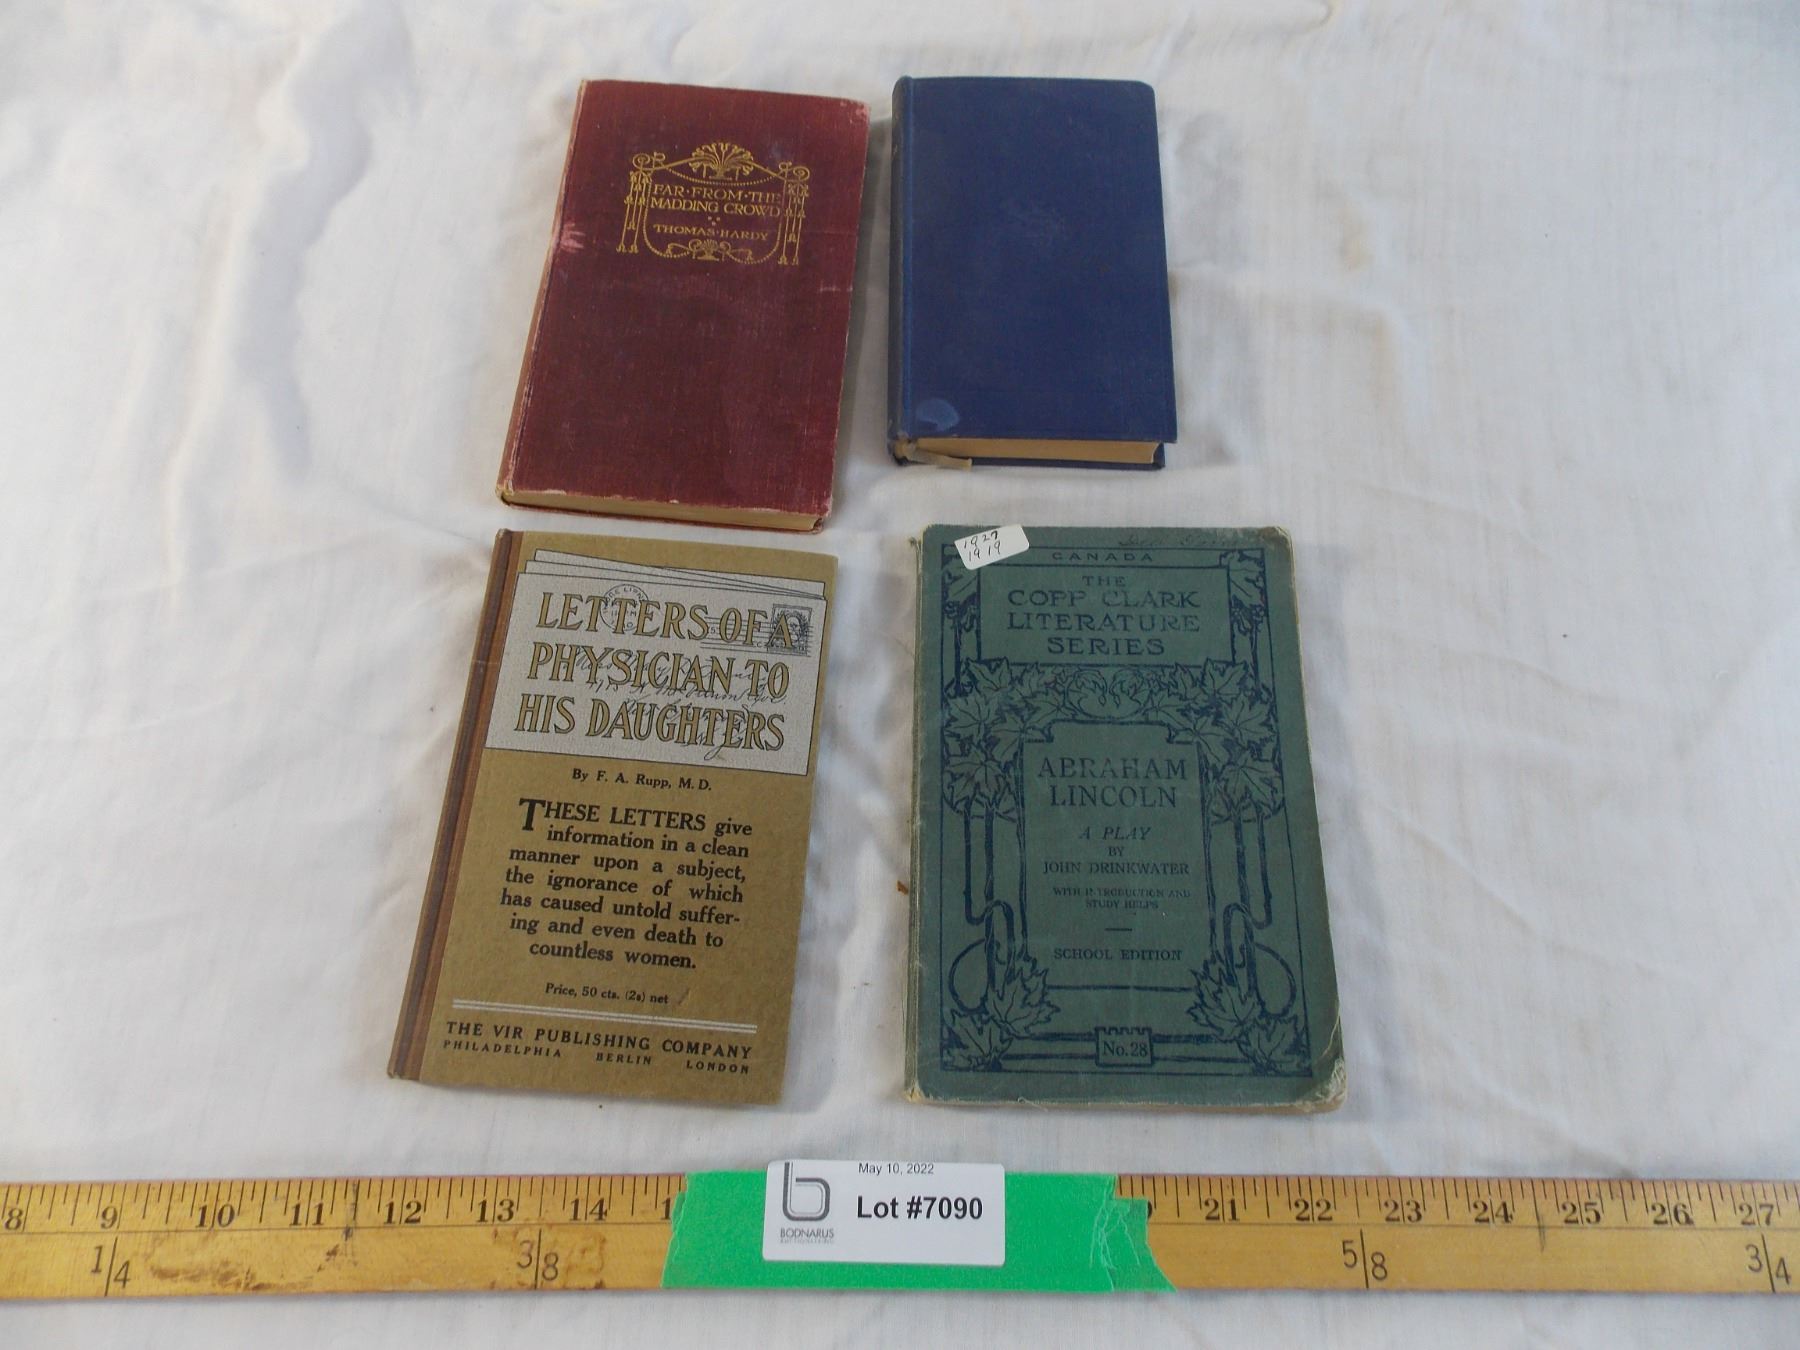 FAR·FROM·THE
MADDING CROWD
THOMAS·HARDY
LETTERS OF A
PHYSICIAN TO
HIS DAUGHTERS
By F. A. Rupp, M. D.
THESE LETTERS give
information in a clean
manner upon a subject,
the ignorance of which
has caused untold suffer-
ing and even death to
countless women.
Price, 50 cts. (2s) net
THE VIR PUBLISHING COMPANY
PHILADELPHIA BERLIN LONDON
1927
1919
CANADA
THE
COPP CLARK
LITERATURE
SERIES
ABRAHAM
LINCOLN
A PLAY
BY
JOHN DRINKWATER
WITH INTRODUCTION AND
STUDY HELPS
SCHOOL EDITION
No. 28
May 10, 2022
Lot #7090
BODNARUS
AUCTIONEERING
8 9 10 11 12 13 14 21 22 23 24 25 26 27
1/4 3/8 5/8 3/4